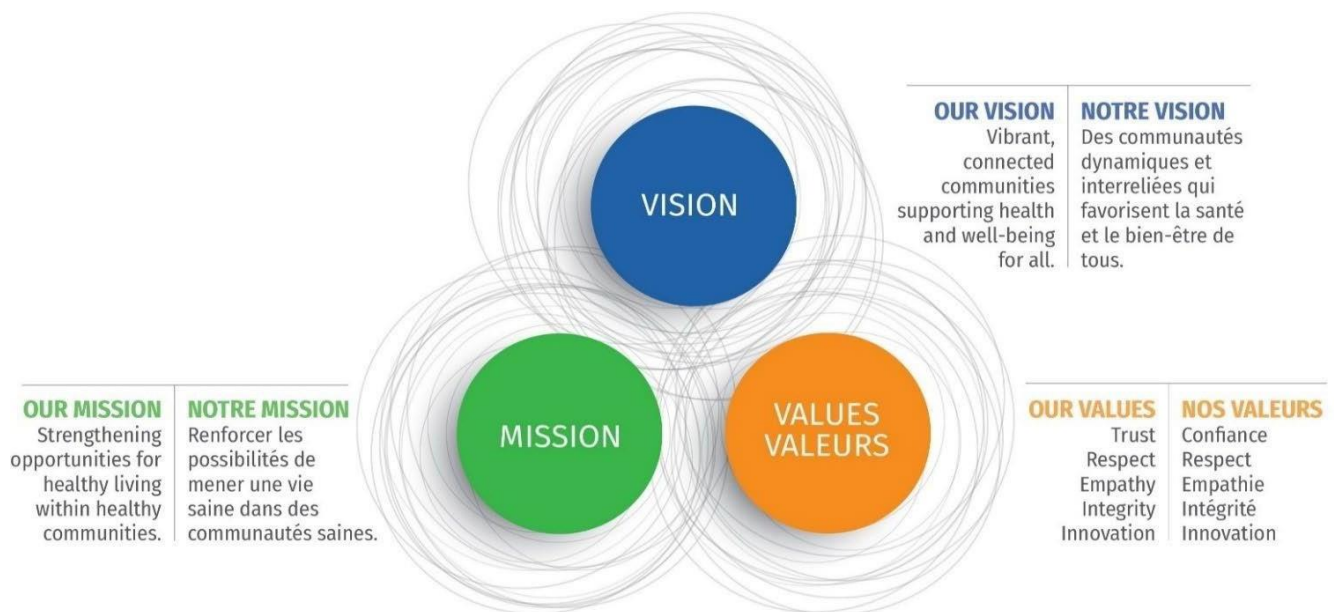 VISION
OUR VISION
Vibrant,
connected
communities
supporting health
and well-being
for all.
NOTRE VISION
Des communautés
dynamiques et
interreliées qui
favorisent la santé
et le bien-être de
tous.
OUR MISSION
Strengthening
opportunities for
healthy living
within healthy
communities.
NOTRE MISSION
Renforcer les
possibilités de
mener une vie
saine dans des
communautés saines.
MISSION
VALUES
VALEURS
OUR VALUES
Trust
Respect
Empathy
Integrity
Innovation
NOS VALEURS
Confiance
Respect
Empathie
Intégrité
Innovation